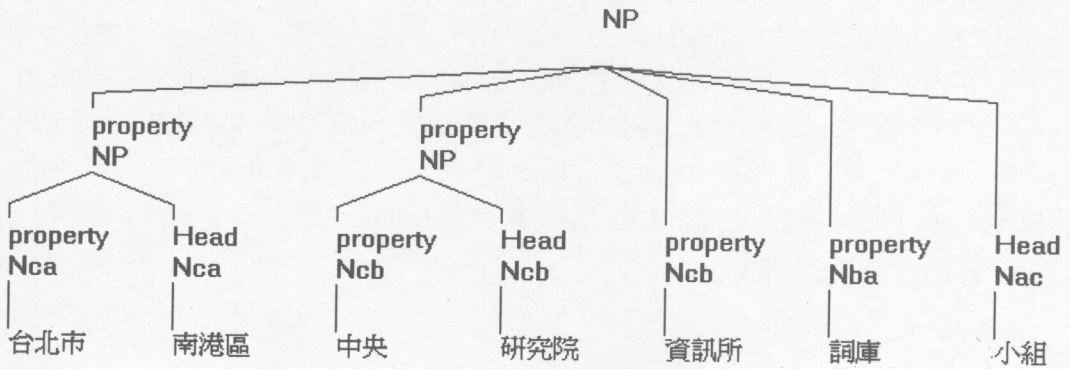 NP
property property
NP NP
property Head property Head property property Head
Nca Nca Ncb Ncb Ncb Nba Nac
台北市 南港區 中央 研究院 資訊所 詞庫 小組